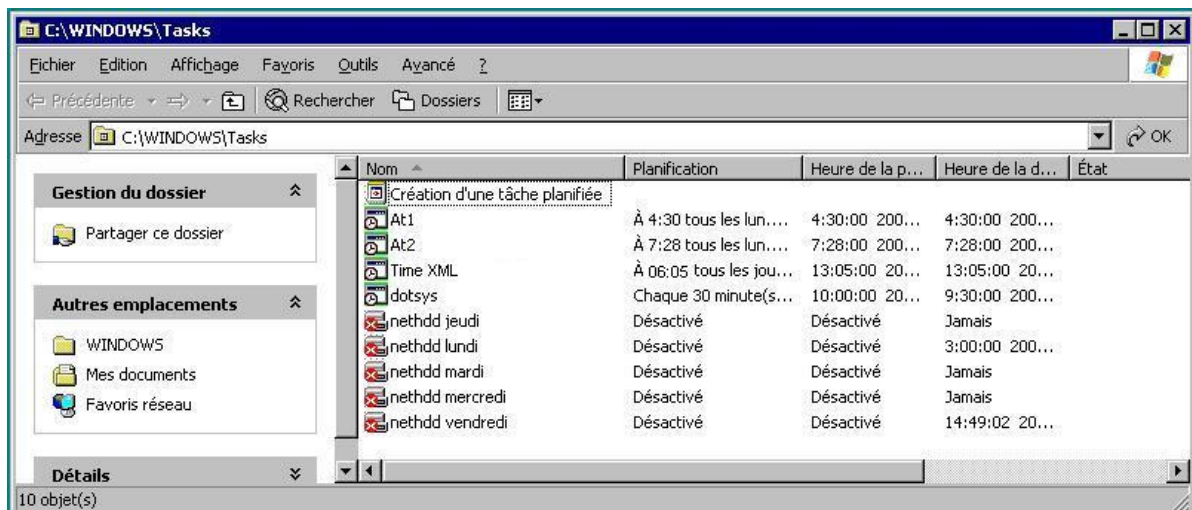 C:\WINDOWS\Tasks
Fichier Edition Affichage Favoris Outils Avancé ?
Précédente Rechercher Dossiers
Adresse C:\WINDOWS\Tasks OK
Gestion du dossier
Partager ce dossier
Autres emplacements
WINDOWS
Mes documents
Favoris réseau
Détails
Nom Planification Heure de la p... Heure de la d... État
Création d'une tâche planifiée
At1 À 4:30 tous les lun.... 4:30:00 200... 4:30:00 200...
At2 À 7:28 tous les lun.... 7:28:00 200... 7:28:00 200...
Time XML À 06:05 tous les jou... 13:05:00 20... 13:05:00 20...
dotsys Chaque 30 minute(s... 10:00:00 20... 9:30:00 200...
nethdd jeudi Désactivé Désactivé Jamais
nethdd lundi Désactivé Désactivé 3:00:00 200...
nethdd mardi Désactivé Désactivé Jamais
nethdd mercredi Désactivé Désactivé Jamais
nethdd vendredi Désactivé Désactivé 14:49:02 20...
10 objet(s)